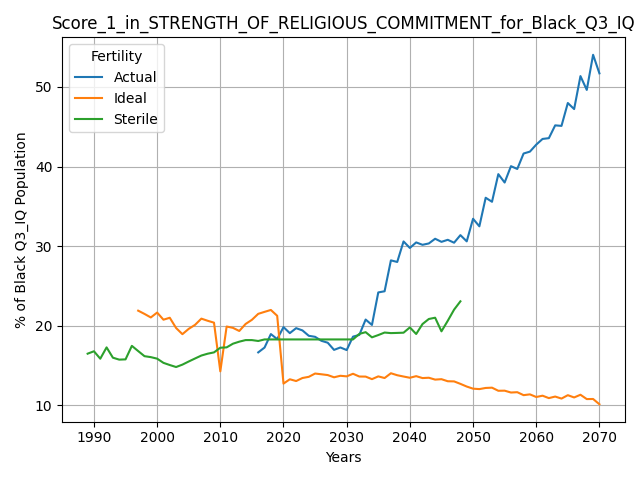 Score_1_in_STRENGTH_OF_RELIGIOUS_COMMITMENT_for_Black_Q3_IQ
Fertility
Actual
Ideal
Sterile
% of Black Q3_IQ Population
50
40
30
20
10
1990 2000 2010 2020 2030 2040 2050 2060 2070
Years